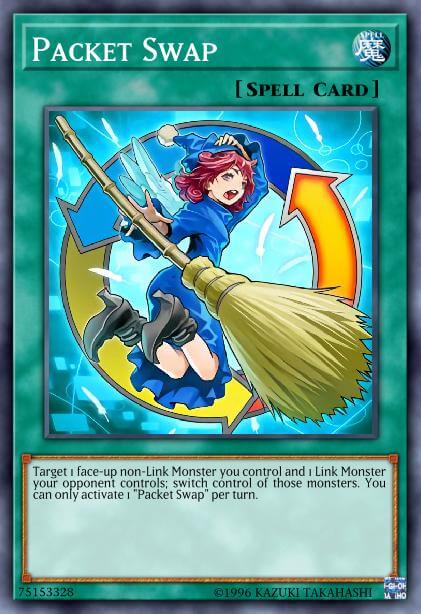 Packet Swap
SPELL
魔
[ Spell Card ]
Target 1 face-up non-Link Monster you control and 1 Link Monster
your opponent controls; switch control of those monsters. You
can only activate 1 "Packet Swap" per turn.
75153328
©1996 KAZUKI TAKAHASHI